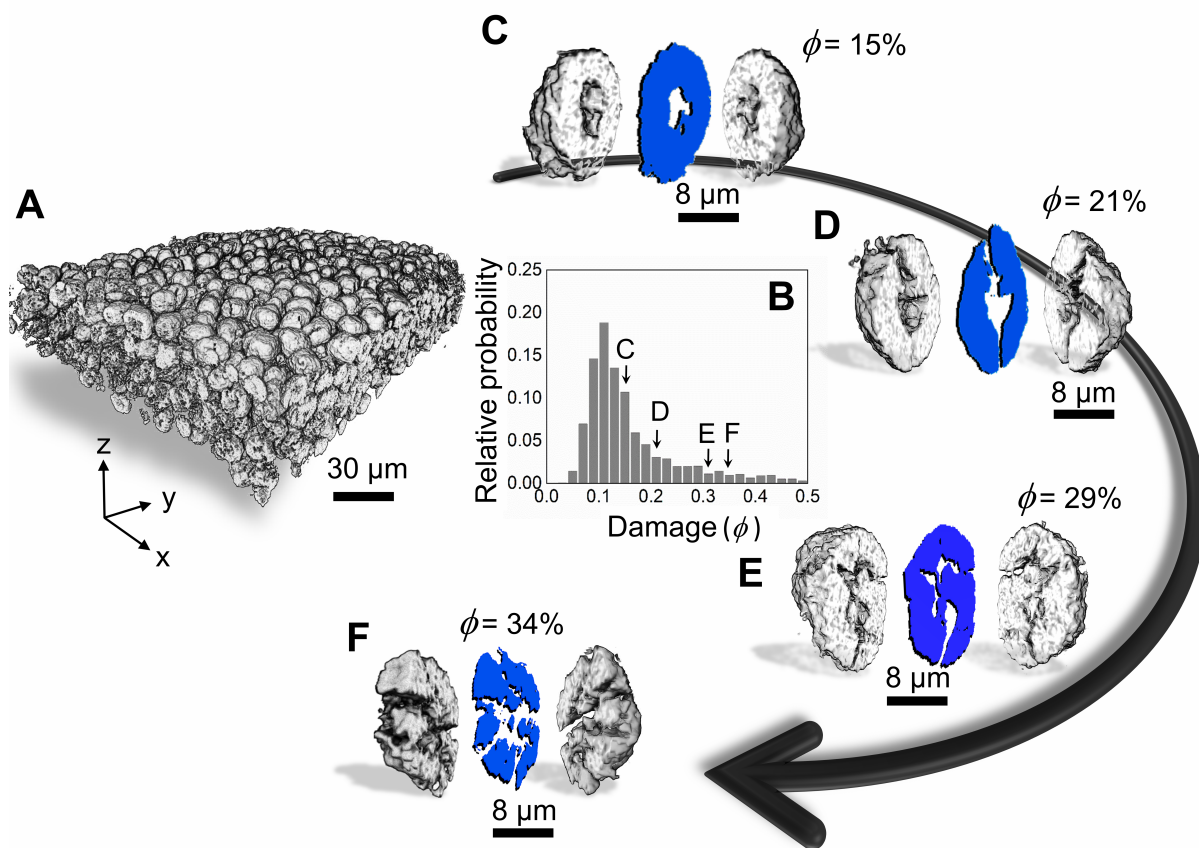 C
ϕ= 15%
8 μm
A
z
y
x
30 μm
B
Relative probability
0.25
0.20
0.15
0.10
0.05
0.00
0.0
0.1
0.2
0.3
0.4
0.5
Damage (ϕ)
C
D
E
F
D
ϕ= 21%
8 μm
E
ϕ= 29%
8 μm
F
ϕ= 34%
8 μm